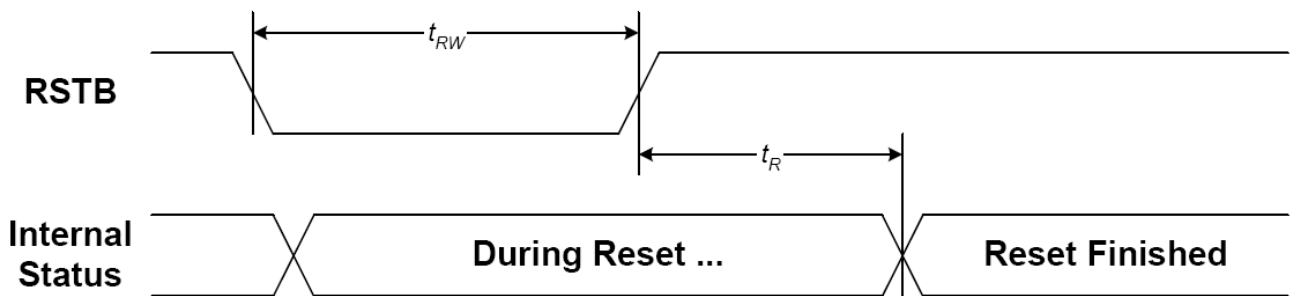 t_RW
RSTB
t_R
Internal
Status
During Reset ...
Reset Finished